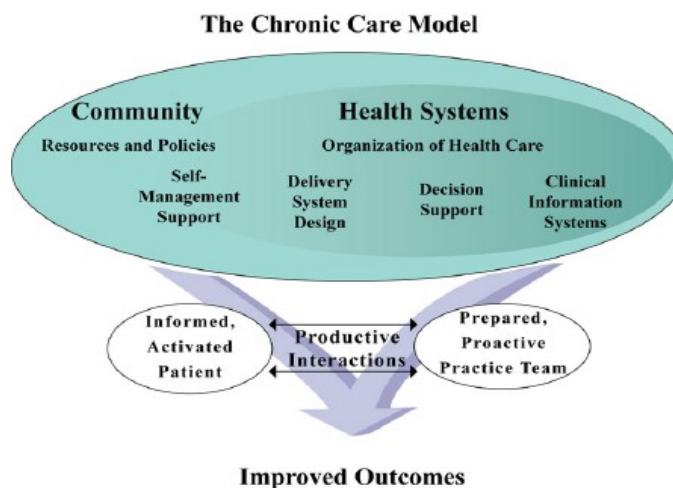 The Chronic Care Model
Community
Health Systems
Resources and Policies
Organization of Health Care
Self-
Management
Support
Delivery
System
Design
Decision
Support
Clinical
Information
Systems
Informed,
Activated
Patient
Productive
Interactions
Prepared,
Proactive
Practice Team
Improved Outcomes